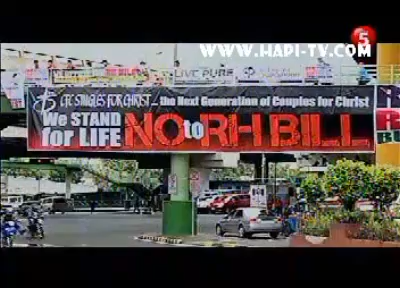 5
WWW.HAPI-TV.COM
LIVE PURE
CFC SINGLES FOR CHRIST ... the Next Generation of Couples for Christ
We STAND
for LIFE
NO to RH BILL